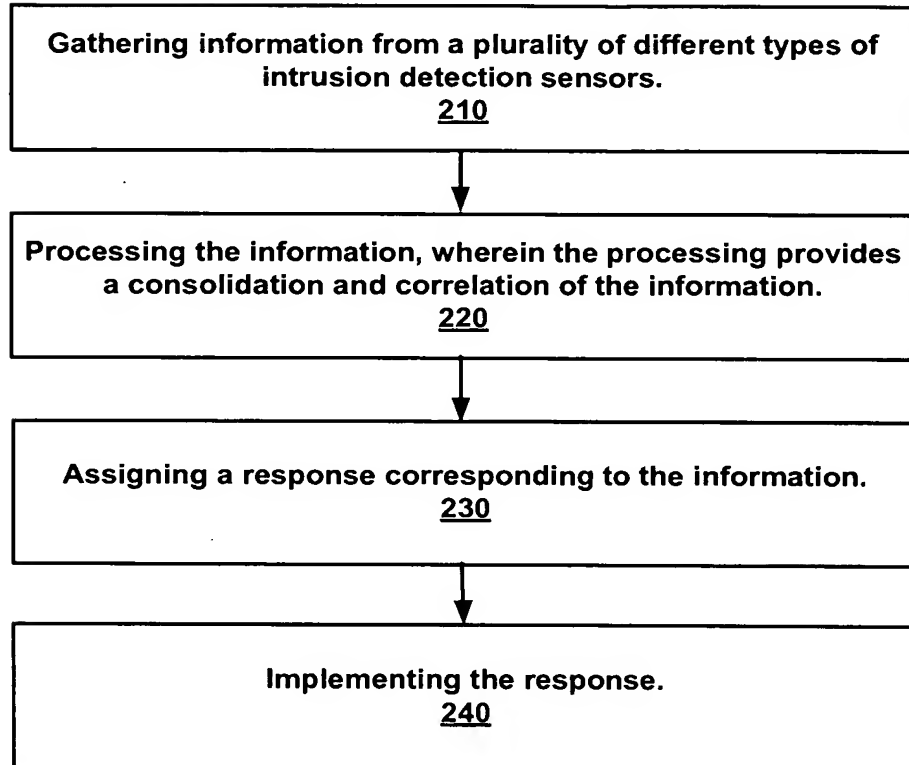 Gathering information from a plurality of different types of
intrusion detection sensors.
210
Processing the information, wherein the processing provides
a consolidation and correlation of the information.
220
Assigning a response corresponding to the information.
230
Implementing the response.
240